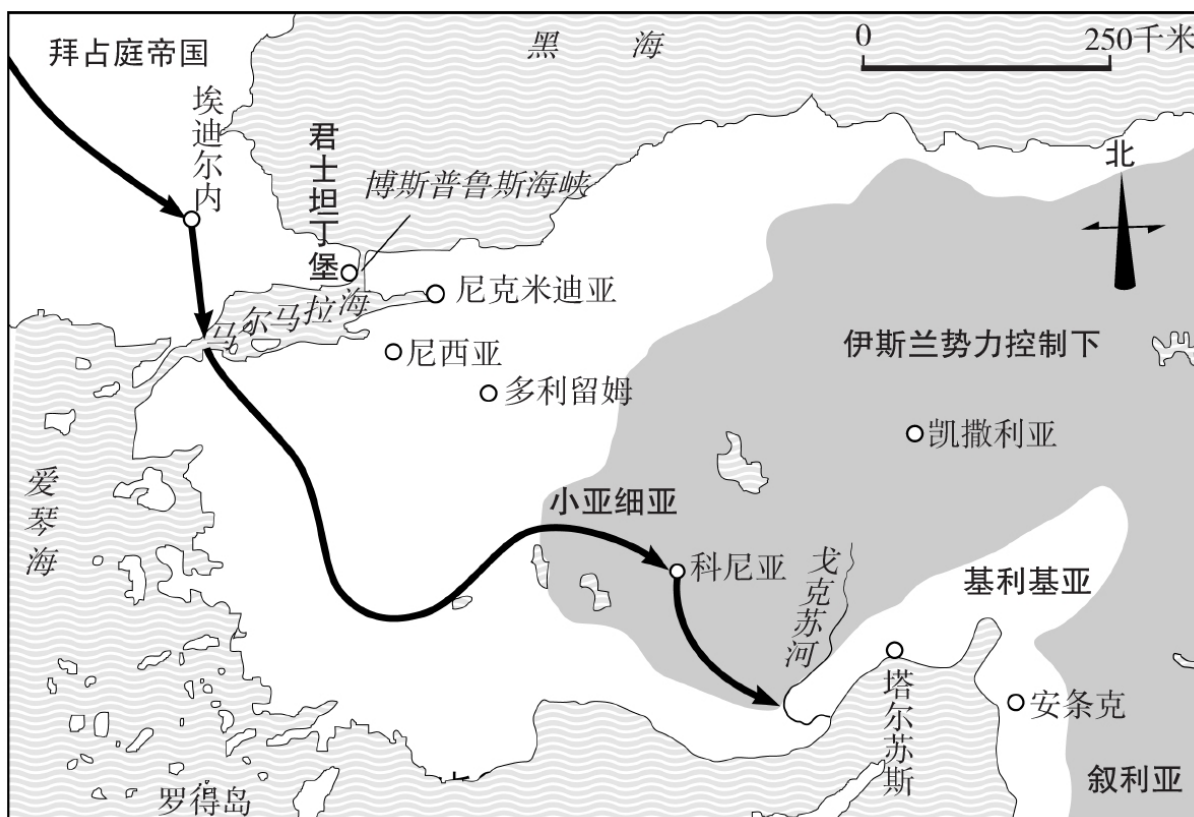 拜占庭帝国
黑海
0
250千米
埃迪尔内
君士坦丁堡
博斯普鲁斯海峡
北
尼克米迪亚
马尔马拉海
伊斯兰势力控制下
尼西亚
多利留姆
凯撒利亚
爱琴海
小亚细亚
科尼亚
戈克苏河
基利基亚
塔尔苏斯
安条克
叙利亚
罗得岛